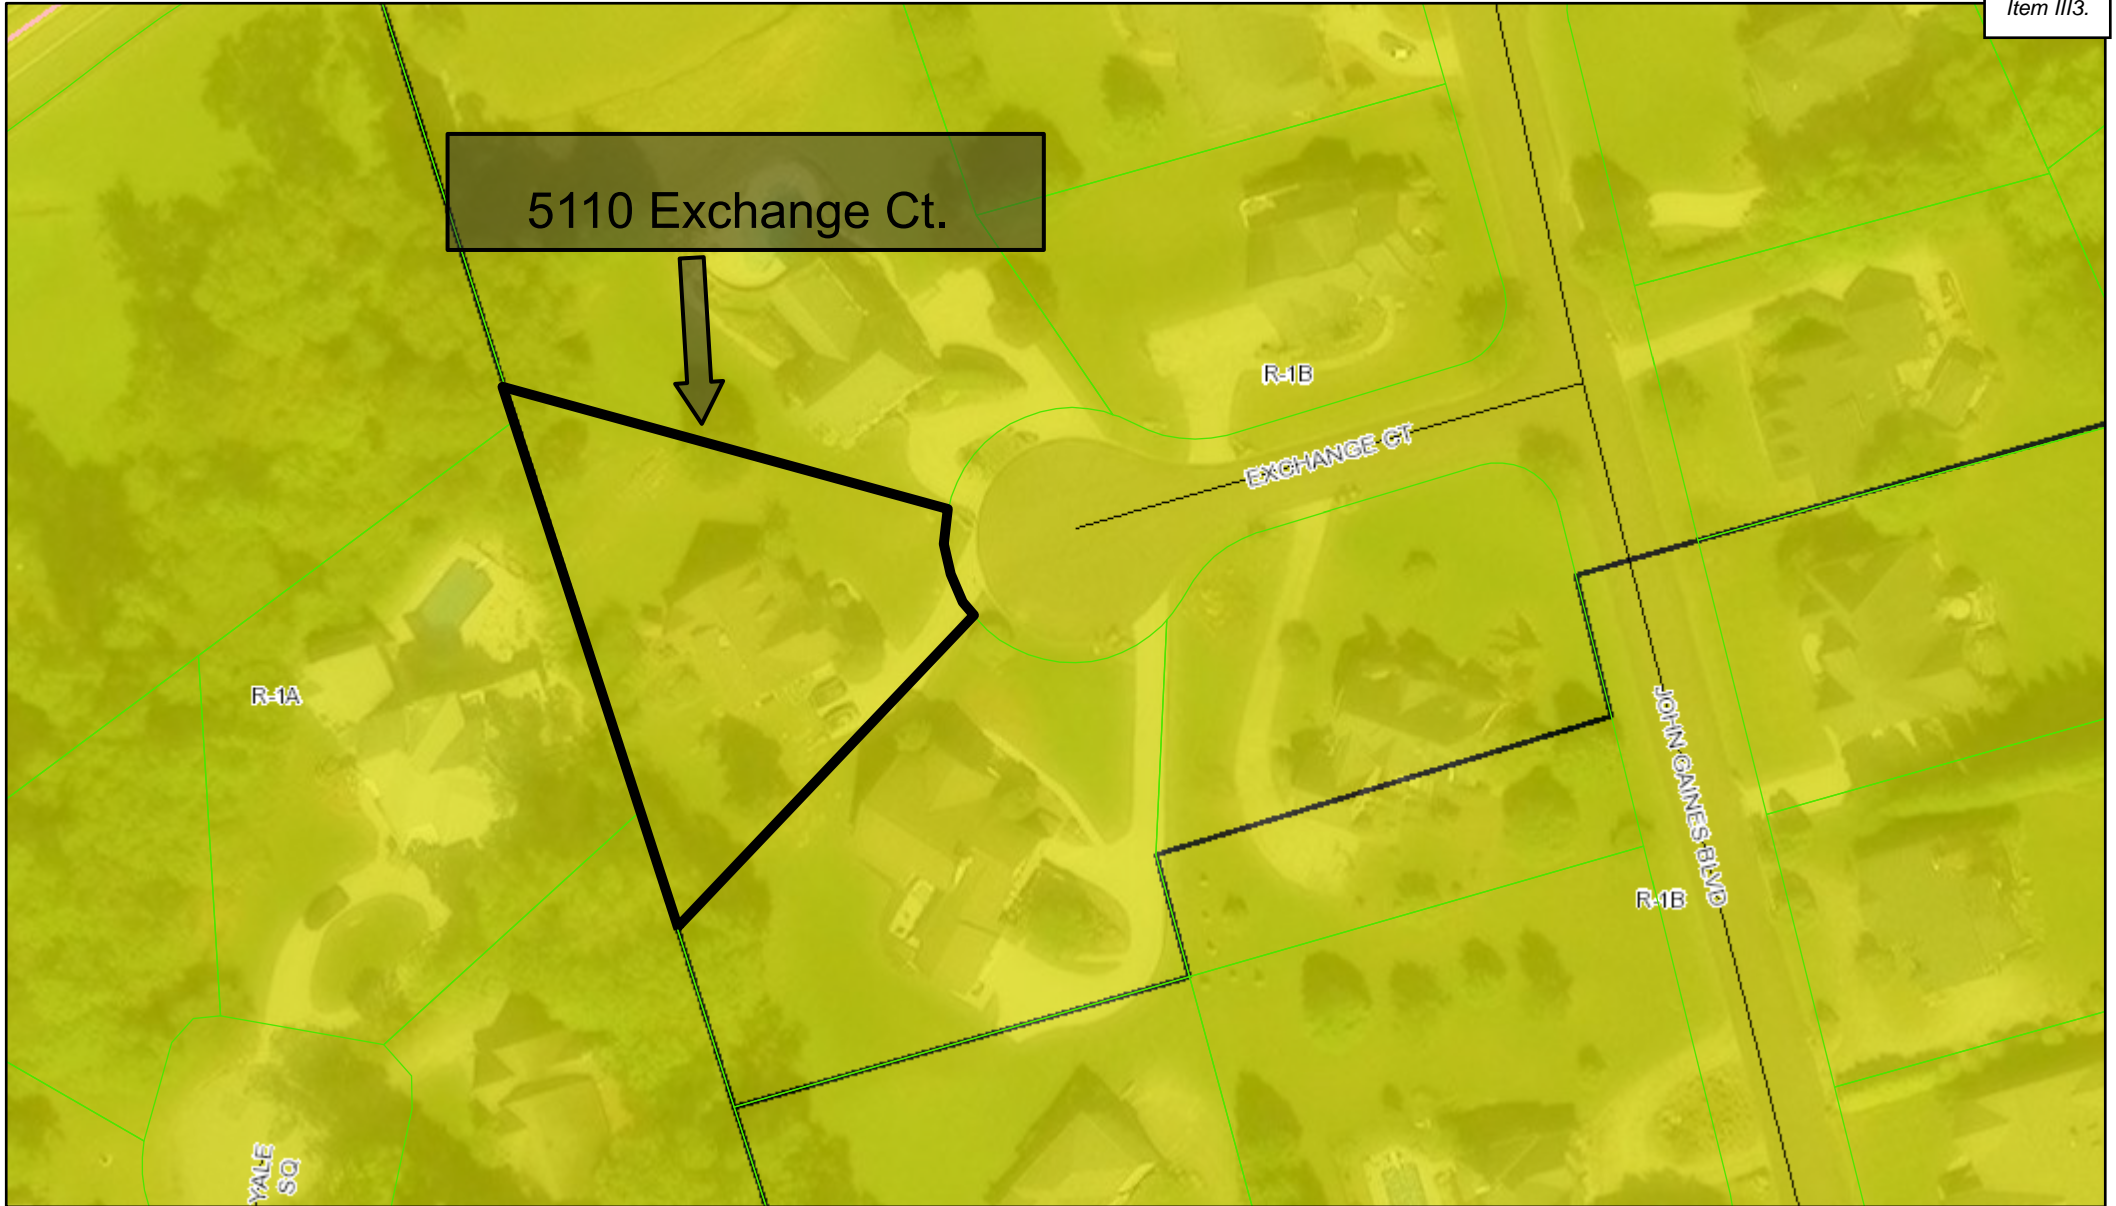 Item III3.
5110 Exchange Ct.
R-1B
EXCHANGE CT
R-1A
JOHN GAINES BLVD
R-1B
YALE
SQ